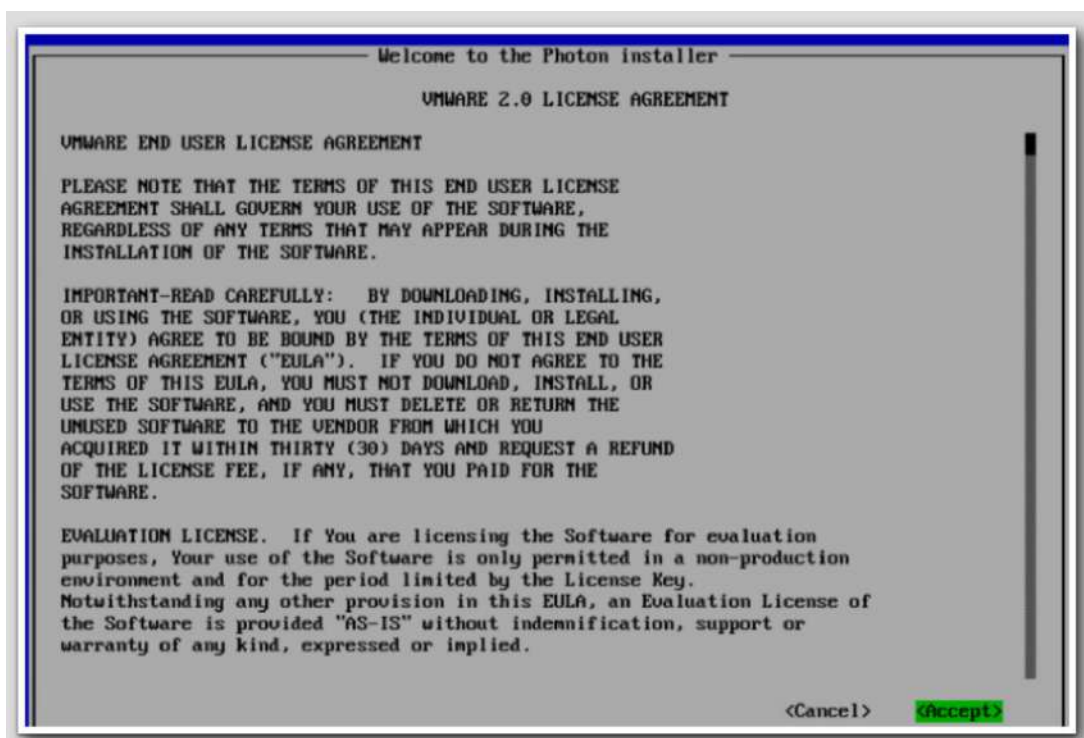 Welcome to the Photon installer
VMWARE 2.0 LICENSE AGREEMENT
VMWARE END USER LICENSE AGREEMENT
PLEASE NOTE THAT THE TERMS OF THIS END USER LICENSE
AGREEMENT SHALL GOVERN YOUR USE OF THE SOFTWARE,
REGARDLESS OF ANY TERMS THAT MAY APPEAR DURING THE
INSTALLATION OF THE SOFTWARE.
IMPORTANT-READ CAREFULLY:   BY DOWNLOADING, INSTALLING,
OR USING THE SOFTWARE, YOU (THE INDIVIDUAL OR LEGAL
ENTITY) AGREE TO BE BOUND BY THE TERMS OF THIS END USER
LICENSE AGREEMENT ("EULA").  IF YOU DO NOT AGREE TO THE
TERMS OF THIS EULA, YOU MUST NOT DOWNLOAD, INSTALL, OR
USE THE SOFTWARE, AND YOU MUST DELETE OR RETURN THE
UNUSED SOFTWARE TO THE VENDOR FROM WHICH YOU
ACQUIRED IT WITHIN THIRTY (30) DAYS AND REQUEST A REFUND
OF THE LICENSE FEE, IF ANY, THAT YOU PAID FOR THE
SOFTWARE.
EVALUATION LICENSE.  If You are licensing the Software for evaluation
purposes, Your use of the Software is only permitted in a non-production
environment and for the period limited by the License Key.
Notwithstanding any other provision in this EULA, an Evaluation License of
the Software is provided "AS-IS" without indemnification, support or
warranty of any kind, expressed or implied.
<Cancel> <Accept>